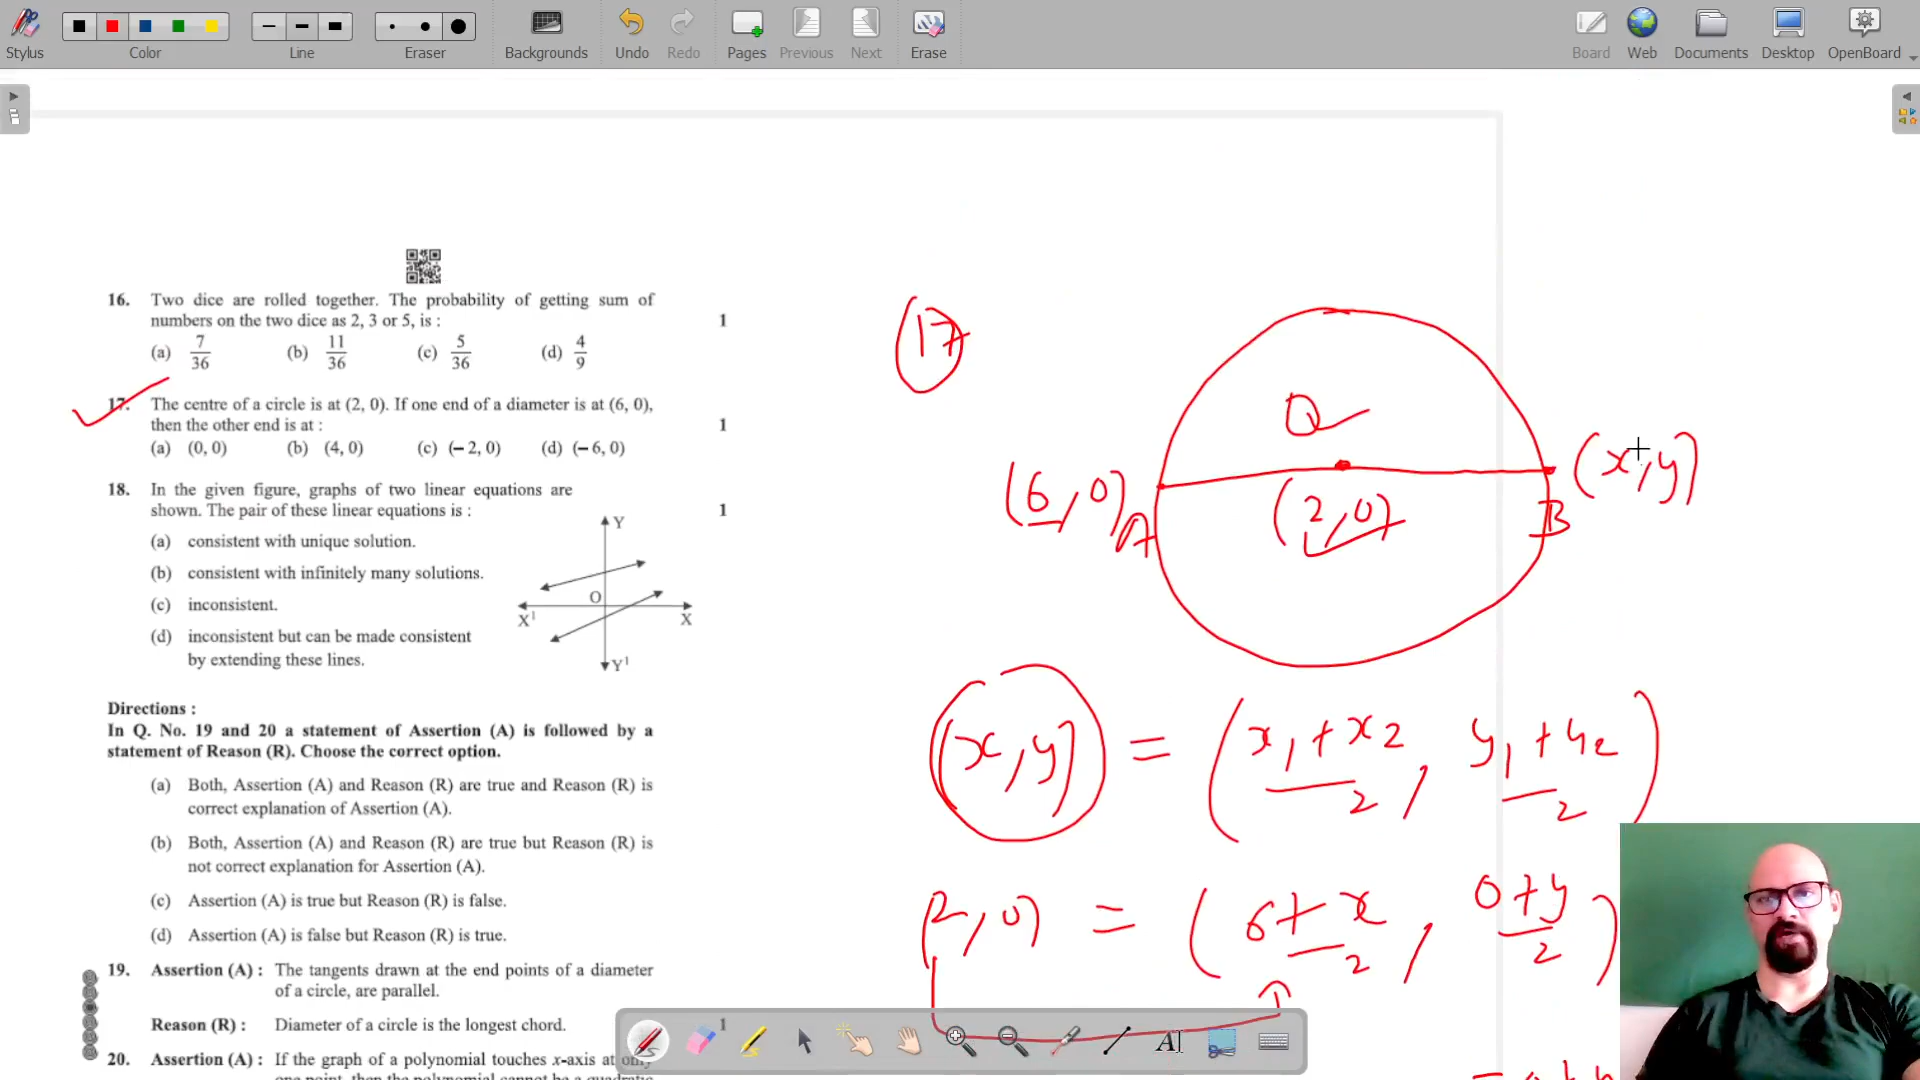 Stylus
Color
Line
Eraser
Backgrounds
Undo
Redo
Pages
Previous
Next
Erase
Board
Web
Documents
Desktop
OpenBoard
16. Two dice are rolled together. The probability of getting sum of
numbers on the two dice as 2, 3 or 5, is : 1
(a) 7/36 (b) 11/36 (c) 5/36 (d) 4/9
17. The centre of a circle is at (2, 0). If one end of a diameter is at (6, 0),
then the other end is at : 1
(a) (0, 0) (b) (4, 0) (c) (– 2, 0) (d) (– 6, 0)
18. In the given figure, graphs of two linear equations are
shown. The pair of these linear equations is : 1
(a) consistent with unique solution.
(b) consistent with infinitely many solutions.
(c) inconsistent.
(d) inconsistent but can be made consistent
by extending these lines.
Y
O
X¹
X
Y¹
Directions :
In Q. No. 19 and 20 a statement of Assertion (A) is followed by a
statement of Reason (R). Choose the correct option.
(a) Both, Assertion (A) and Reason (R) are true and Reason (R) is
correct explanation of Assertion (A).
(b) Both, Assertion (A) and Reason (R) are true but Reason (R) is
not correct explanation for Assertion (A).
(c) Assertion (A) is true but Reason (R) is false.
(d) Assertion (A) is false but Reason (R) is true.
19. Assertion (A) : The tangents drawn at the end points of a diameter
of a circle, are parallel.
Reason (R) : Diameter of a circle is the longest chord. 1
20. Assertion (A) : If the graph of a polynomial touches x-axis at only
one point, then the polynomial cannot be a quadratic
17
(6, 0)
A
(2, 0)
B
(x, y)
(x, y) = (x₁ + x₂/2, y₁ + y₂/2)
(2, 0) = (6 + x/2, 0 + y/2)